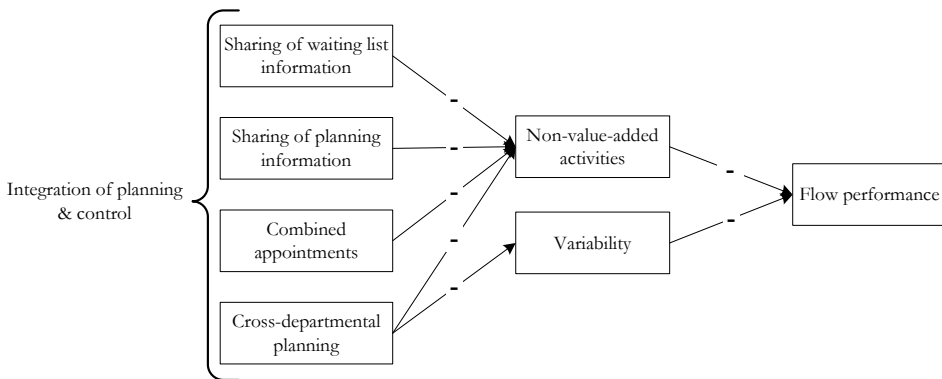 Sharing of waiting list
information
-
Sharing of planning
information
-
Non-value-added
activities
-
Integration of planning
& control
Flow performance
-
Combined
appointments
-
Variability
-
-
Cross-departmental
planning